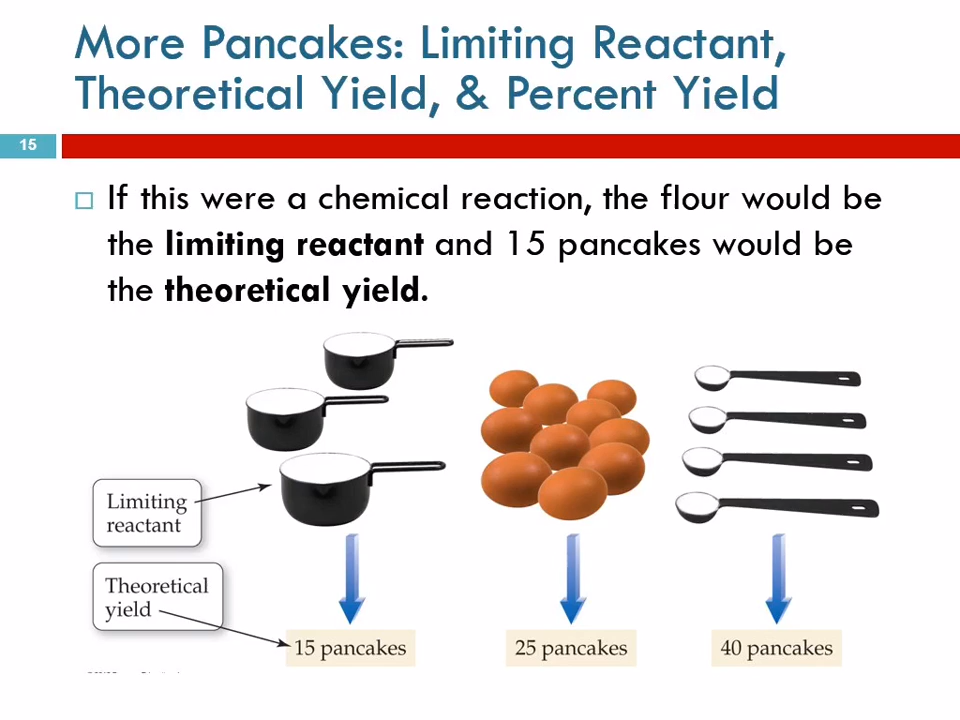 More Pancakes: Limiting Reactant,
Theoretical Yield, & Percent Yield
15
If this were a chemical reaction, the flour would be
the limiting reactant and 15 pancakes would be
the theoretical yield.
Limiting
reactant
Theoretical
yield
15 pancakes
25 pancakes
40 pancakes